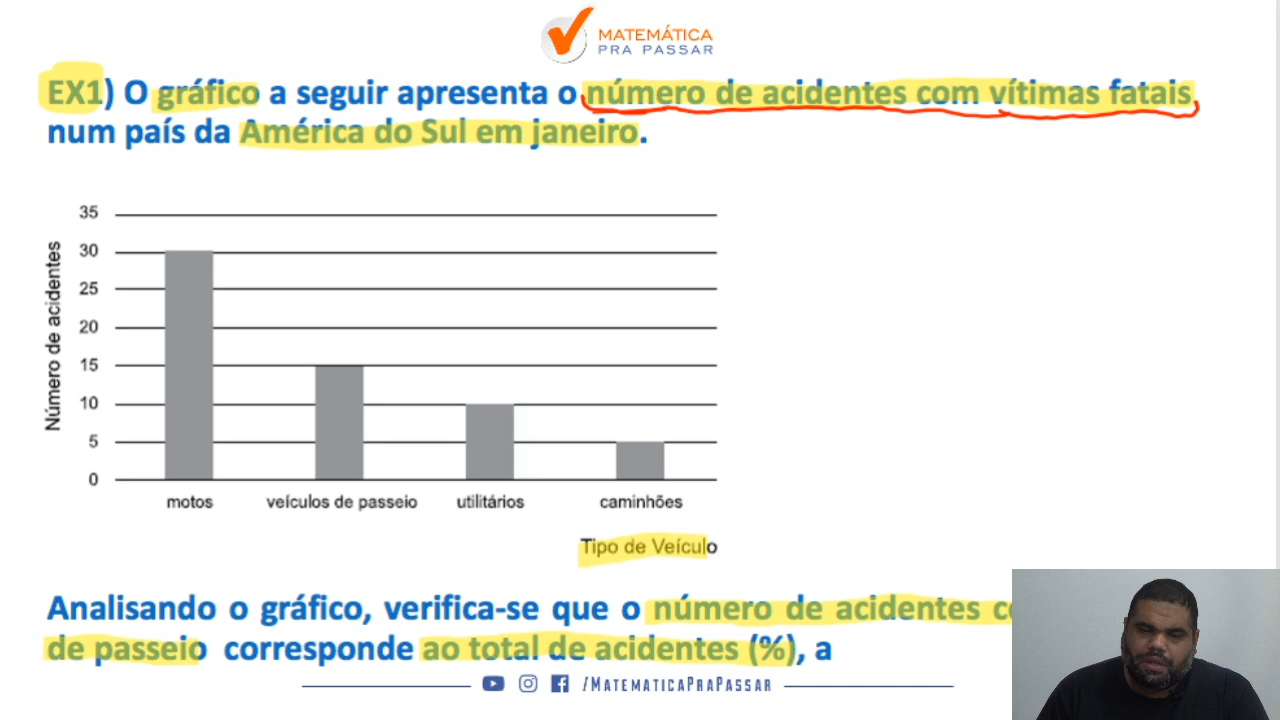 MATEMÁTICA
PRA PASSAR
EX1) O gráfico a seguir apresenta o número de acidentes com vítimas fatais
num país da América do Sul em janeiro.
35
30
25
20
15
10
5
0
Número de acidentes
motos veículos de passeio utilitários caminhões
Tipo de Veículo
Analisando o gráfico, verifica-se que o número de acidentes
de passeio corresponde ao total de acidentes (%), a
/MATEMATICAPRAPASSAR